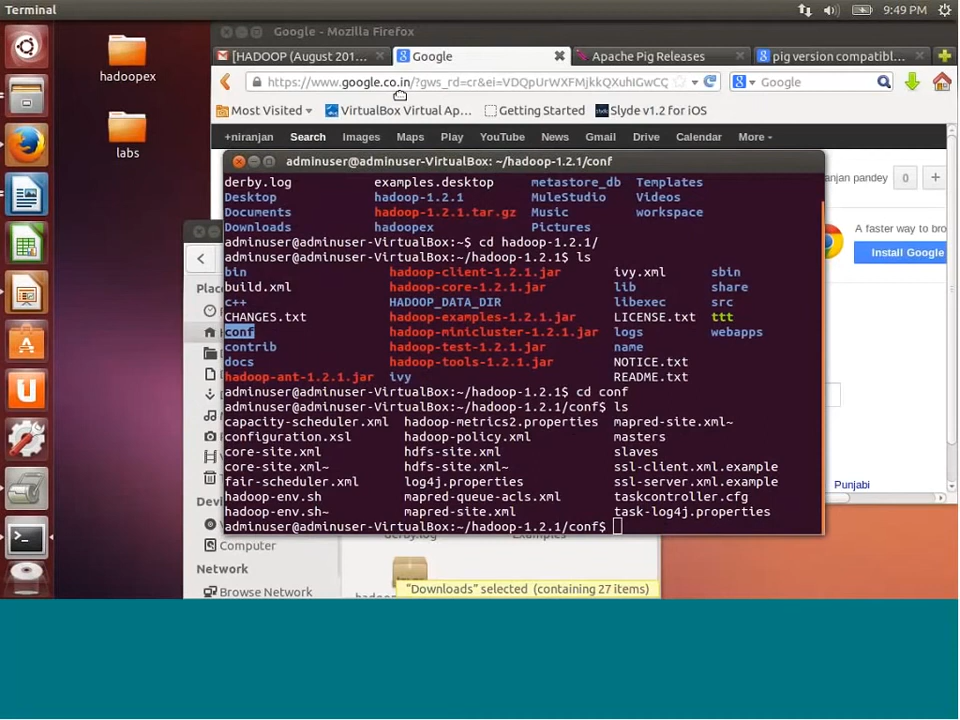 Terminal
9:49 PM
hadoopex
labs
Google - Mozilla Firefox
[HADOOP (August 201...
Google
Apache Pig Releases
pig version compatibl...
https://www.google.co.in/?gws_rd=cr&ei=VDQpUrWXFMjkkQXuhIGwCQ
Google
Most Visited
VirtualBox Virtual Ap...
Getting Started
Slyde v1.2 for iOS
+niranjan Search Images Maps Play YouTube News Gmail Drive Calendar More
adminuser@adminuser-VirtualBox: ~/hadoop-1.2.1/conf
derby.log examples.desktop metastore_db Templates
Desktop hadoop-1.2.1 MuleStudio Videos
Documents hadoop-1.2.1.tar.gz Music workspace
Downloads hadoopex Pictures
adminuser@adminuser-VirtualBox:~$ cd hadoop-1.2.1/
adminuser@adminuser-VirtualBox:~/hadoop-1.2.1$ ls
bin hadoop-client-1.2.1.jar ivy.xml sbin
build.xml hadoop-core-1.2.1.jar lib share
c++ HADOOP_DATA_DIR libexec src
CHANGES.txt hadoop-examples-1.2.1.jar LICENSE.txt ttt
conf hadoop-minicluster-1.2.1.jar logs webapps
contrib hadoop-test-1.2.1.jar name
docs hadoop-tools-1.2.1.jar NOTICE.txt
hadoop-ant-1.2.1.jar ivy README.txt
adminuser@adminuser-VirtualBox:~/hadoop-1.2.1$ cd conf
adminuser@adminuser-VirtualBox:~/hadoop-1.2.1/conf$ ls
capacity-scheduler.xml hadoop-metrics2.properties mapred-site.xml~
configuration.xsl hadoop-policy.xml masters
core-site.xml hdfs-site.xml slaves
core-site.xml~ hdfs-site.xml~ ssl-client.xml.example
fair-scheduler.xml log4j.properties ssl-server.xml.example
hadoop-env.sh mapred-queue-acls.xml taskcontroller.cfg
hadoop-env.sh~ mapred-site.xml task-log4j.properties
adminuser@adminuser-VirtualBox:~/hadoop-1.2.1/conf$
anjan pandey 0 +
A faster way to bro
Install Google
Punjabi
Plac
Devi
Computer
Network
Browse Network
derby.log
Examples
"Downloads" selected (containing 27 items)